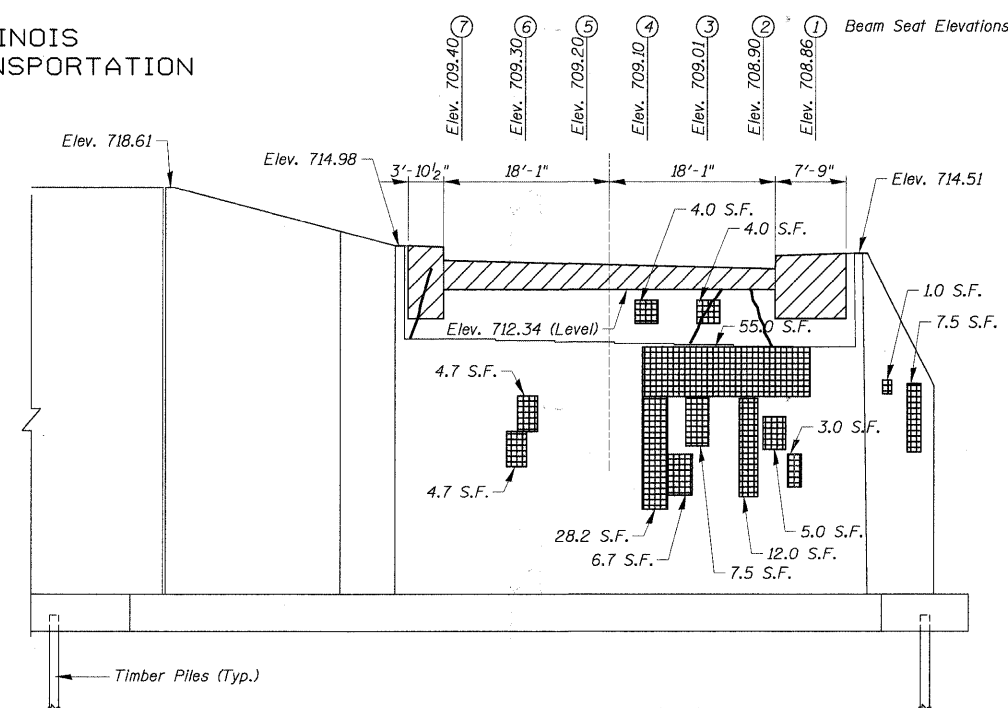 INOIS
NSPORTATION
7 6 5 4 3 2 1 Beam Seat Elevations
Elev. 709.40
Elev. 709.30
Elev. 709.20
Elev. 709.10
Elev. 709.01
Elev. 708.90
Elev. 708.86
Elev. 718.61
Elev. 714.98
3'-10½"
18'-1"
18'-1"
7'-9"
Elev. 714.51
4.0 S.F.
4.0 S.F.
1.0 S.F.
7.5 S.F.
Elev. 712.34 (Level)
55.0 S.F.
4.7 S.F.
3.0 S.F.
4.7 S.F.
28.2 S.F.
5.0 S.F.
6.7 S.F.
12.0 S.F.
7.5 S.F.
Timber Piles (Typ.)